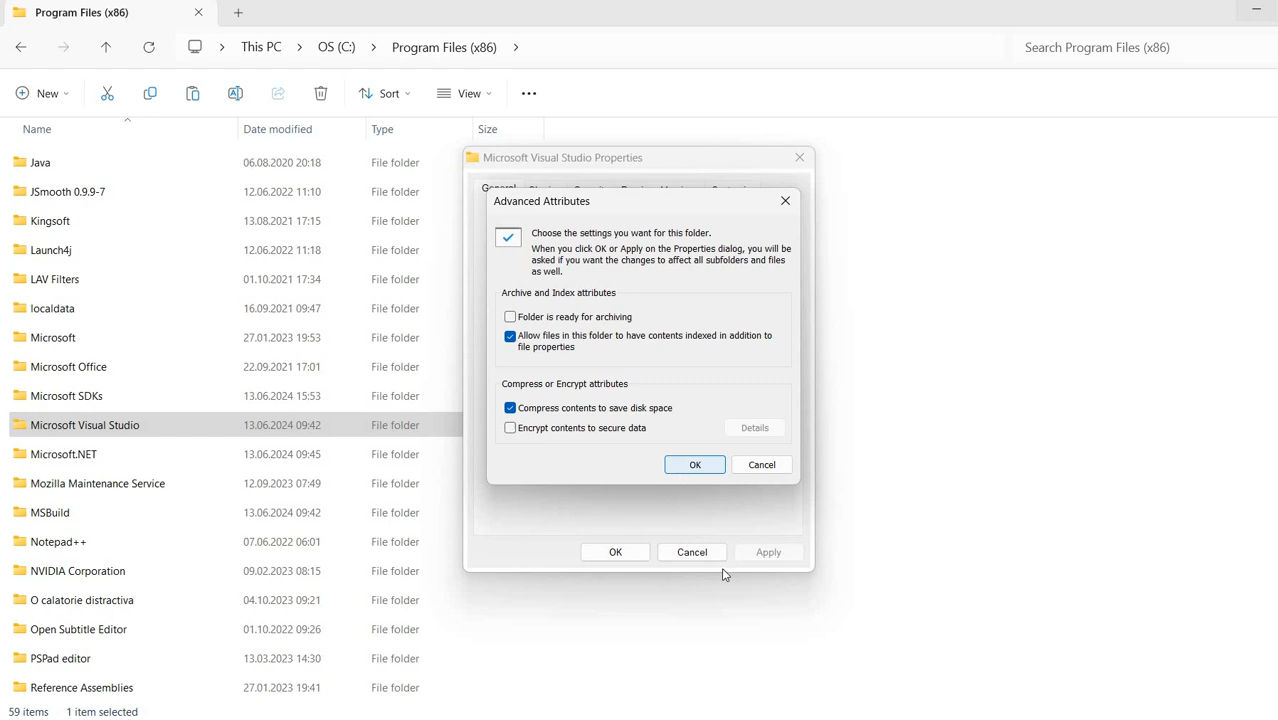 Program Files (x86)
This PC > OS (C:) > Program Files (x86) >
Search Program Files (x86)
New
Sort
View
Name Date modified Type Size
Java 06.08.2020 20:18 File folder
JSmooth 0.9.9-7 12.06.2022 11:10 File folder
Kingsoft 13.08.2021 17:15 File folder
Launch4j 12.06.2022 11:18 File folder
LAV Filters 01.10.2021 17:34 File folder
localdata 16.09.2021 09:47 File folder
Microsoft 27.01.2023 19:53 File folder
Microsoft Office 22.09.2021 17:01 File folder
Microsoft SDKs 13.06.2024 15:53 File folder
Microsoft Visual Studio 13.06.2024 09:42 File folder
Microsoft.NET 13.06.2024 09:45 File folder
Mozilla Maintenance Service 12.09.2023 07:49 File folder
MSBuild 13.06.2024 09:42 File folder
Notepad++ 07.06.2022 06:01 File folder
NVIDIA Corporation 09.02.2023 08:15 File folder
O calatorie distractiva 04.10.2023 09:21 File folder
Open Subtitle Editor 01.10.2022 09:26 File folder
PSPad editor 13.03.2023 14:30 File folder
Reference Assemblies 27.01.2023 19:41 File folder
59 items 1 item selected
Microsoft Visual Studio Properties
General
Advanced Attributes
Choose the settings you want for this folder.
When you click OK or Apply on the Properties dialog, you will be
asked if you want the changes to affect all subfolders and files
as well.
Archive and Index attributes
Folder is ready for archiving
Allow files in this folder to have contents indexed in addition to
file properties
Compress or Encrypt attributes
Compress contents to save disk space
Encrypt contents to secure data
Details
OK Cancel
OK Cancel Apply